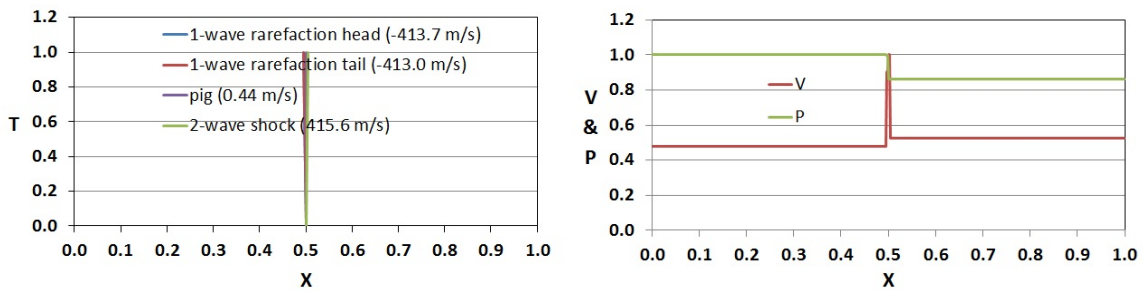 1.2
1.0
0.8
0.6
0.4
0.2
0.0
T
1-wave rarefaction head (-413.7 m/s)
1-wave rarefaction tail (-413.0 m/s)
pig (0.44 m/s)
2-wave shock (415.6 m/s)
0.0 0.1 0.2 0.3 0.4 0.5 0.6 0.7 0.8 0.9 1.0
X
1.2
1.0
0.8
0.6
0.4
0.2
0.0
V
&
P
V
P
0.0 0.1 0.2 0.3 0.4 0.5 0.6 0.7 0.8 0.9 1.0
X